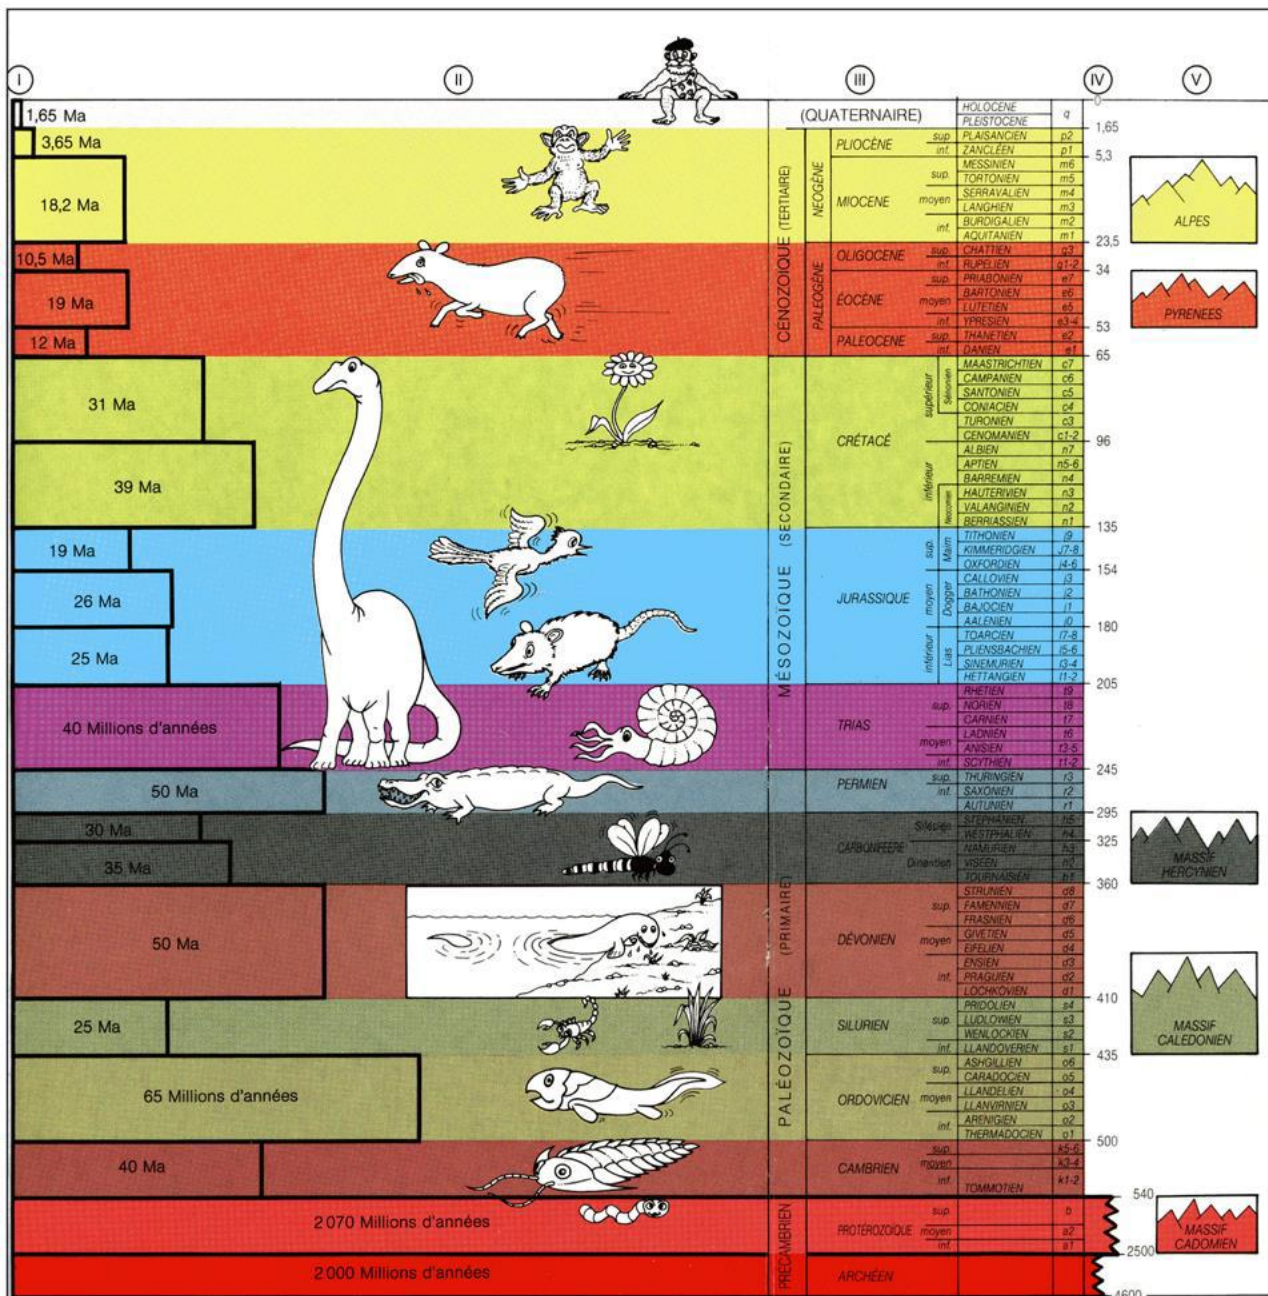 I II III IV V
0
1,65 Ma (QUATERNAIRE) HOLOCENE q
PLEISTOCENE 1,65
3,65 Ma PLIOCÈNE sup PLAISANCIEN p2
inf. ZANCLÉEN p1 5,3
18,2 Ma NEOGÈNE MIOCENE sup. MESSINIEN m6
TORTONIEN m5
moyen SERRAVALIEN m4
LANGHIEN m3
inf. BURDIGALIEN m2
AQUITANIEN m1 23,5
ALPES
CENOZOIQUE (TERTIAIRE)
10,5 Ma PALEOGÈNE OLIGOCENE sup. CHATTIEN g3
inf. RUPELIEN g1-2 34
19 Ma ÉOCÈNE sup. PRIABONIEN e7
moyen BARTONIEN e6
LUTETIEN e5
inf. YPRESIEN e3-4 53
PYRENEES
12 Ma PALEOCENE sup. THANETIEN e2
inf. DANIEN e1 65
31 Ma CRÉTACÉ supérieur Sénonien MAASTRICHTIEN c7
CAMPANIEN c6
SANTONIEN c5
CONIACIEN c4
TURONIEN c3
CENOMANIEN c1-2 96
39 Ma inférieur ALBIEN n7
APTIEN n5-6
BARREMIEN n4
Neocomien HAUTERIVIEN n3
VALANGINIEN n2
BERRIASSIEN n1 135
MÉSOZOÏQUE (SECONDAIRE)
19 Ma JURASSIQUE sup. Malm TITHONIEN j9
KIMMERIDGIEN j7-8
OXFORDIEN j4-6 154
26 Ma moyen Dogger CALLOVIEN j3
BATHONIEN j2
BAJOCIEN j1
AALENIEN j0 180
25 Ma inférieur Lias TOARCIEN l7-8
PLIENSBACHIEN l5-6
SINEMURIEN l3-4
HETTANGIEN l1-2 205
40 Millions d'années TRIAS sup. RHETIEN t9
NORIEN t8
CARNIEN t7
moyen LADNIEN t6
ANISIEN t3-5
inf. SCYTHIEN t1-2 245
50 Ma PERMIEN sup. THURINGIEN r3
inf. SAXONIEN r2
AUTUNIEN r1 295
30 Ma CARBONIFERE Silésien STEPHANIEN h5
WESTPHALIEN h4 325
35 Ma NAMURIEN h3
Dinantien VISEEN h2
TOURNAISIEN h1 360
MASSIF
HERCYNIEN
PALÉOZOÏQUE (PRIMAIRE)
50 Ma DÉVONIEN sup. STRUNIEN d8
FAMENNIEN d7
FRASNIEN d6
moyen GIVETIEN d5
EIFELIEN d4
inf. ENSIEN d3
PRAGUIEN d2
LOCHKOVIEN d1 410
25 Ma SILURIEN sup. PRIDOLIEN s4
LUDLOWIEN s3
WENLOCKIEN s2
inf. LLANDOVERIEN s1 435
MASSIF
CALEDONIEN
65 Millions d'années ORDOVICIEN sup. ASHGILLIEN o6
CARADOCIEN o5
moyen LLANDELIEN o4
LLANVIRNIEN o3
inf. ARENIGIEN o2
THERMADOCIEN o1 500
40 Ma CAMBRIEN sup k5-6
moyen k3-4
inf. TOMMOTIEN k1-2 540
PRECAMBRIEN
2 070 Millions d'années PROTÉROZOÏQUE sup. b
moyen a2
inf. a1 2500
MASSIF
CADOMIEN
2 000 Millions d'années ARCHÉEN
4600